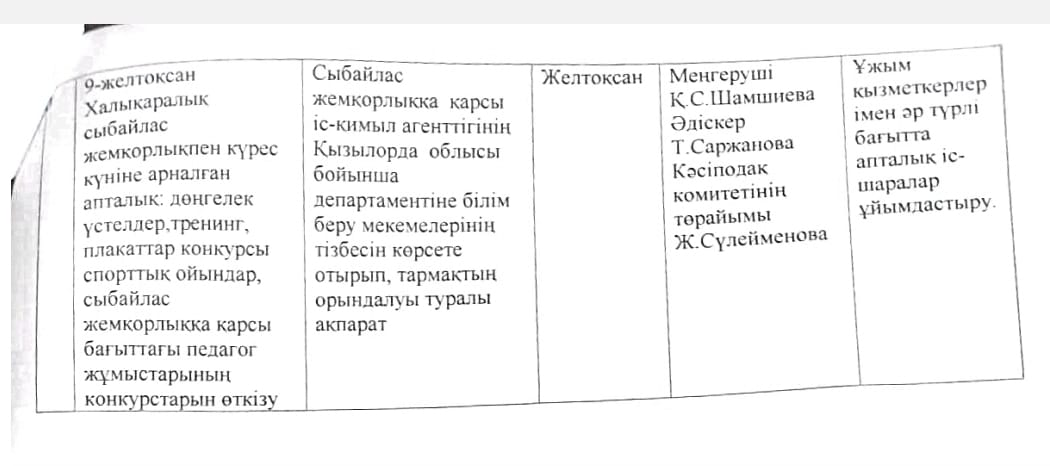 9-желтоқсан
Халықаралық
сыбайлас
жемқорлықпен күрес
күніне арналған
апталық: дөңгелек
үстелдер,тренинг,
плакаттар конкурсы
спорттық ойындар,
сыбайлас
жемқорлыққа қарсы
бағыттағы педагог
жұмыстарының
конкурстарын өткізу
Сыбайлас
жемқорлыққа қарсы
іс-қимыл агенттігінің
Қызылорда облысы
бойынша
департаментіне білім
беру мекемелерінің
тізбесін көрсете
отырып, тармақтың
орындалуы туралы
ақпарат
Желтоқсан
Меңгеруші
Қ.С.Шамшиева
Әдіскер
Т.Саржанова
Кәсіподақ
комитетінің
төрайымы
Ж.Сүлейменова
Ұжым
қызметкерлер
імен әр түрлі
бағытта
апталық іс-
шаралар
ұйымдастыру.